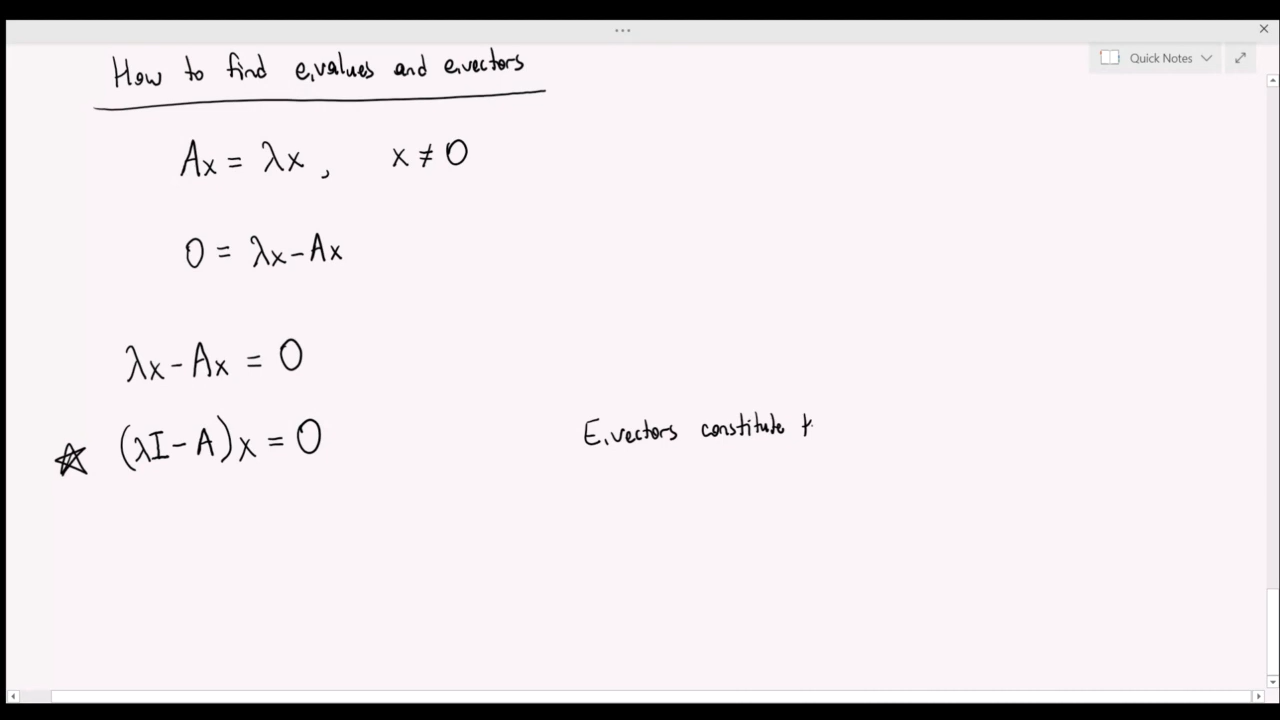 Quick Notes
How to find e.values and e.vectors
Ax = λx , x ≠ 0
0 = λx - Ax
λx - Ax = 0
(λI - A)x = 0
E.vectors constitute